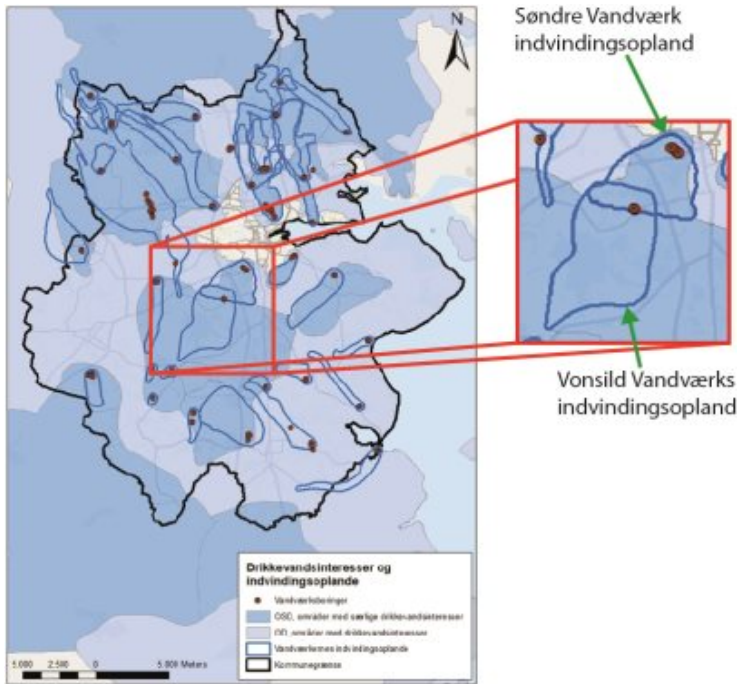 Søndre Vandværk
indvindingsopland
N
Vonsild Vandværks
indvindingsopland
Drikkevandsinteresser og
indvindingsoplande
Vandværksboringer
OSD, områder med særlige drikkevandsinteresser
OD, områder med drikkevandsinteresser
Vandværkernes indvindingsoplande
Kommunegrænse
5.000 2.500 0 5.000 Meters